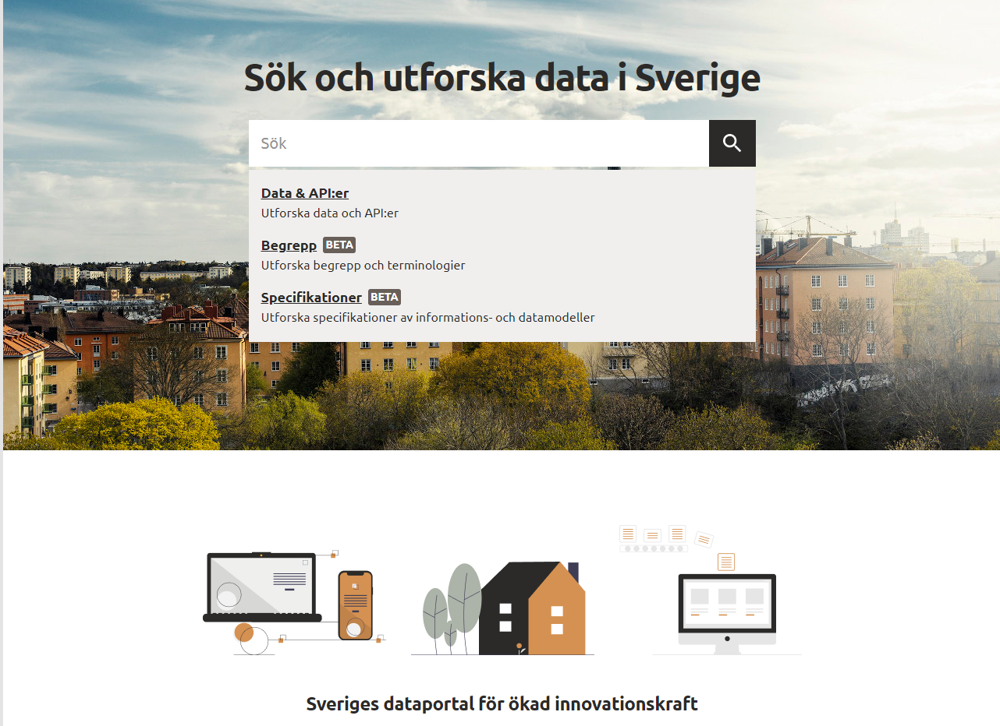 Sök och utforska data i Sverige
Sök
Data & API:er
Utforska data och API:er
Begrepp BETA
Utforska begrepp och terminologier
Specifikationer BETA
Utforska specifikationer av informations- och datamodeller
Sveriges dataportal för ökad innovationskraft